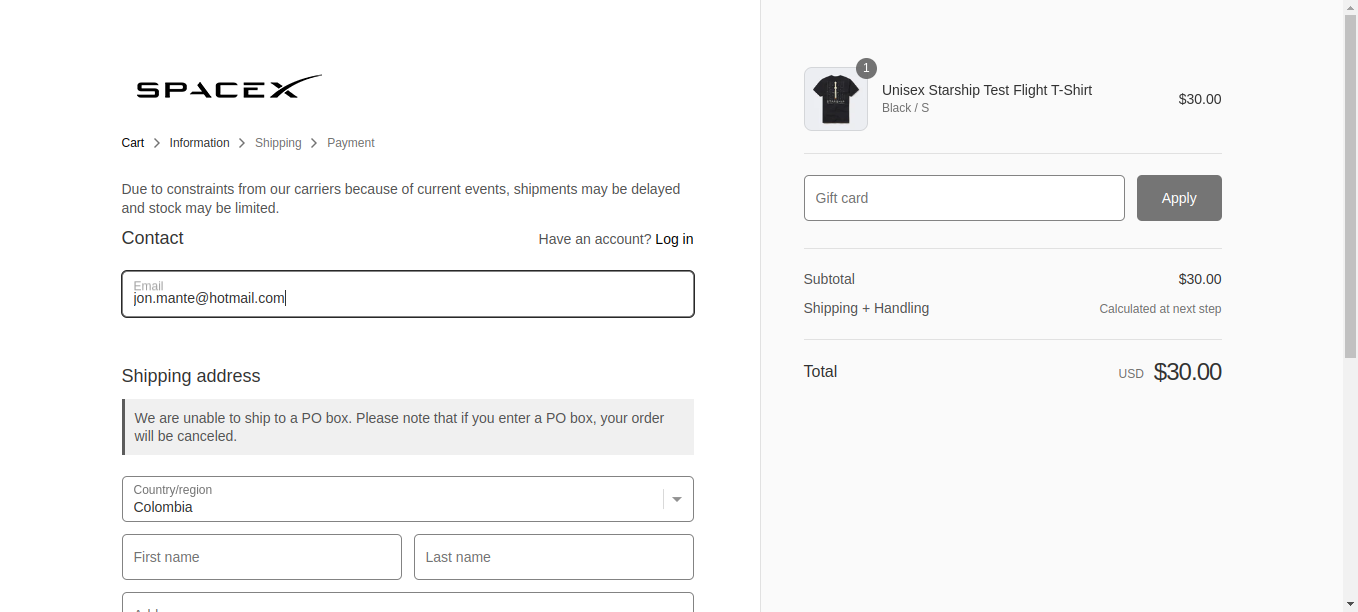 SPACEX
Cart > Information > Shipping > Payment
Due to constraints from our carriers because of current events, shipments may be delayed
and stock may be limited.
Contact
Have an account? Log in
Email
jon.mante@hotmail.com
Shipping address
We are unable to ship to a PO box. Please note that if you enter a PO box, your order
will be canceled.
Country/region
Colombia
First name
Last name
1
Unisex Starship Test Flight T-Shirt
Black / S
$30.00
Gift card
Apply
Subtotal
$30.00
Shipping + Handling
Calculated at next step
Total
USD $30.00